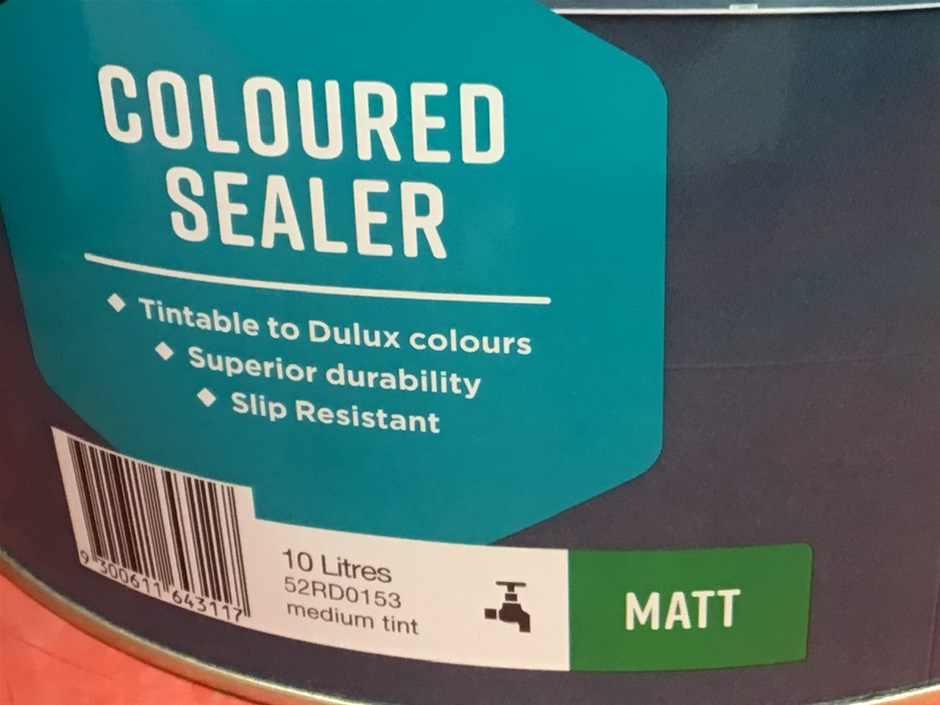 COLOURED
SEALER
Tintable to Dulux colours
Superior durability
Slip Resistant
9 300611 643117
10 Litres
52RD0153
medium tint
MATT